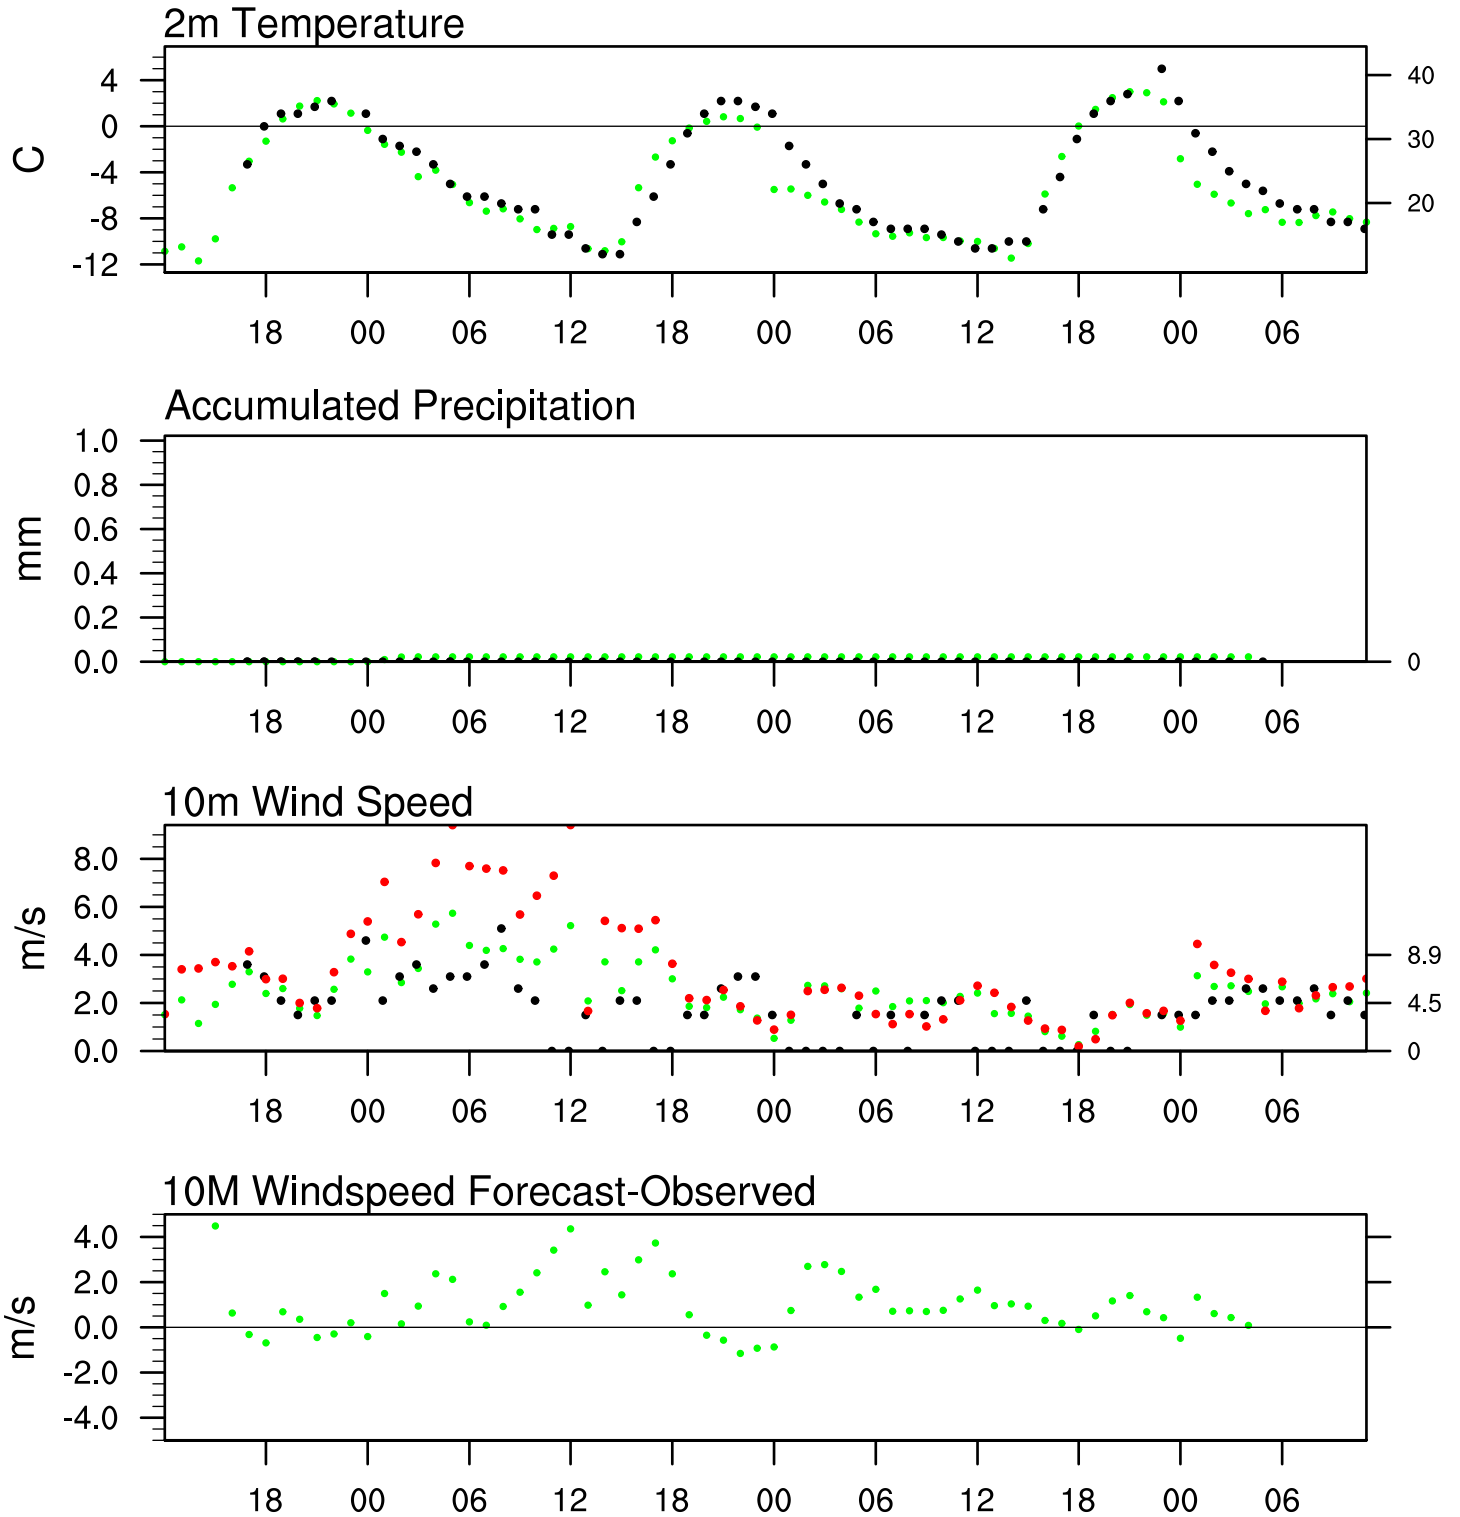 2m Temperature
4
0
-4
-8
-12
C
40
30
20
18 00 06 12 18 00 06 12 18 00 06
Accumulated Precipitation
1.0
0.8
0.6
0.4
0.2
0.0
mm
0
18 00 06 12 18 00 06 12 18 00 06
10m Wind Speed
8.0
6.0
4.0
2.0
0.0
m/s
8.9
4.5
0
18 00 06 12 18 00 06 12 18 00 06
10M Windspeed Forecast-Observed
4.0
2.0
0.0
-2.0
-4.0
m/s
18 00 06 12 18 00 06 12 18 00 06